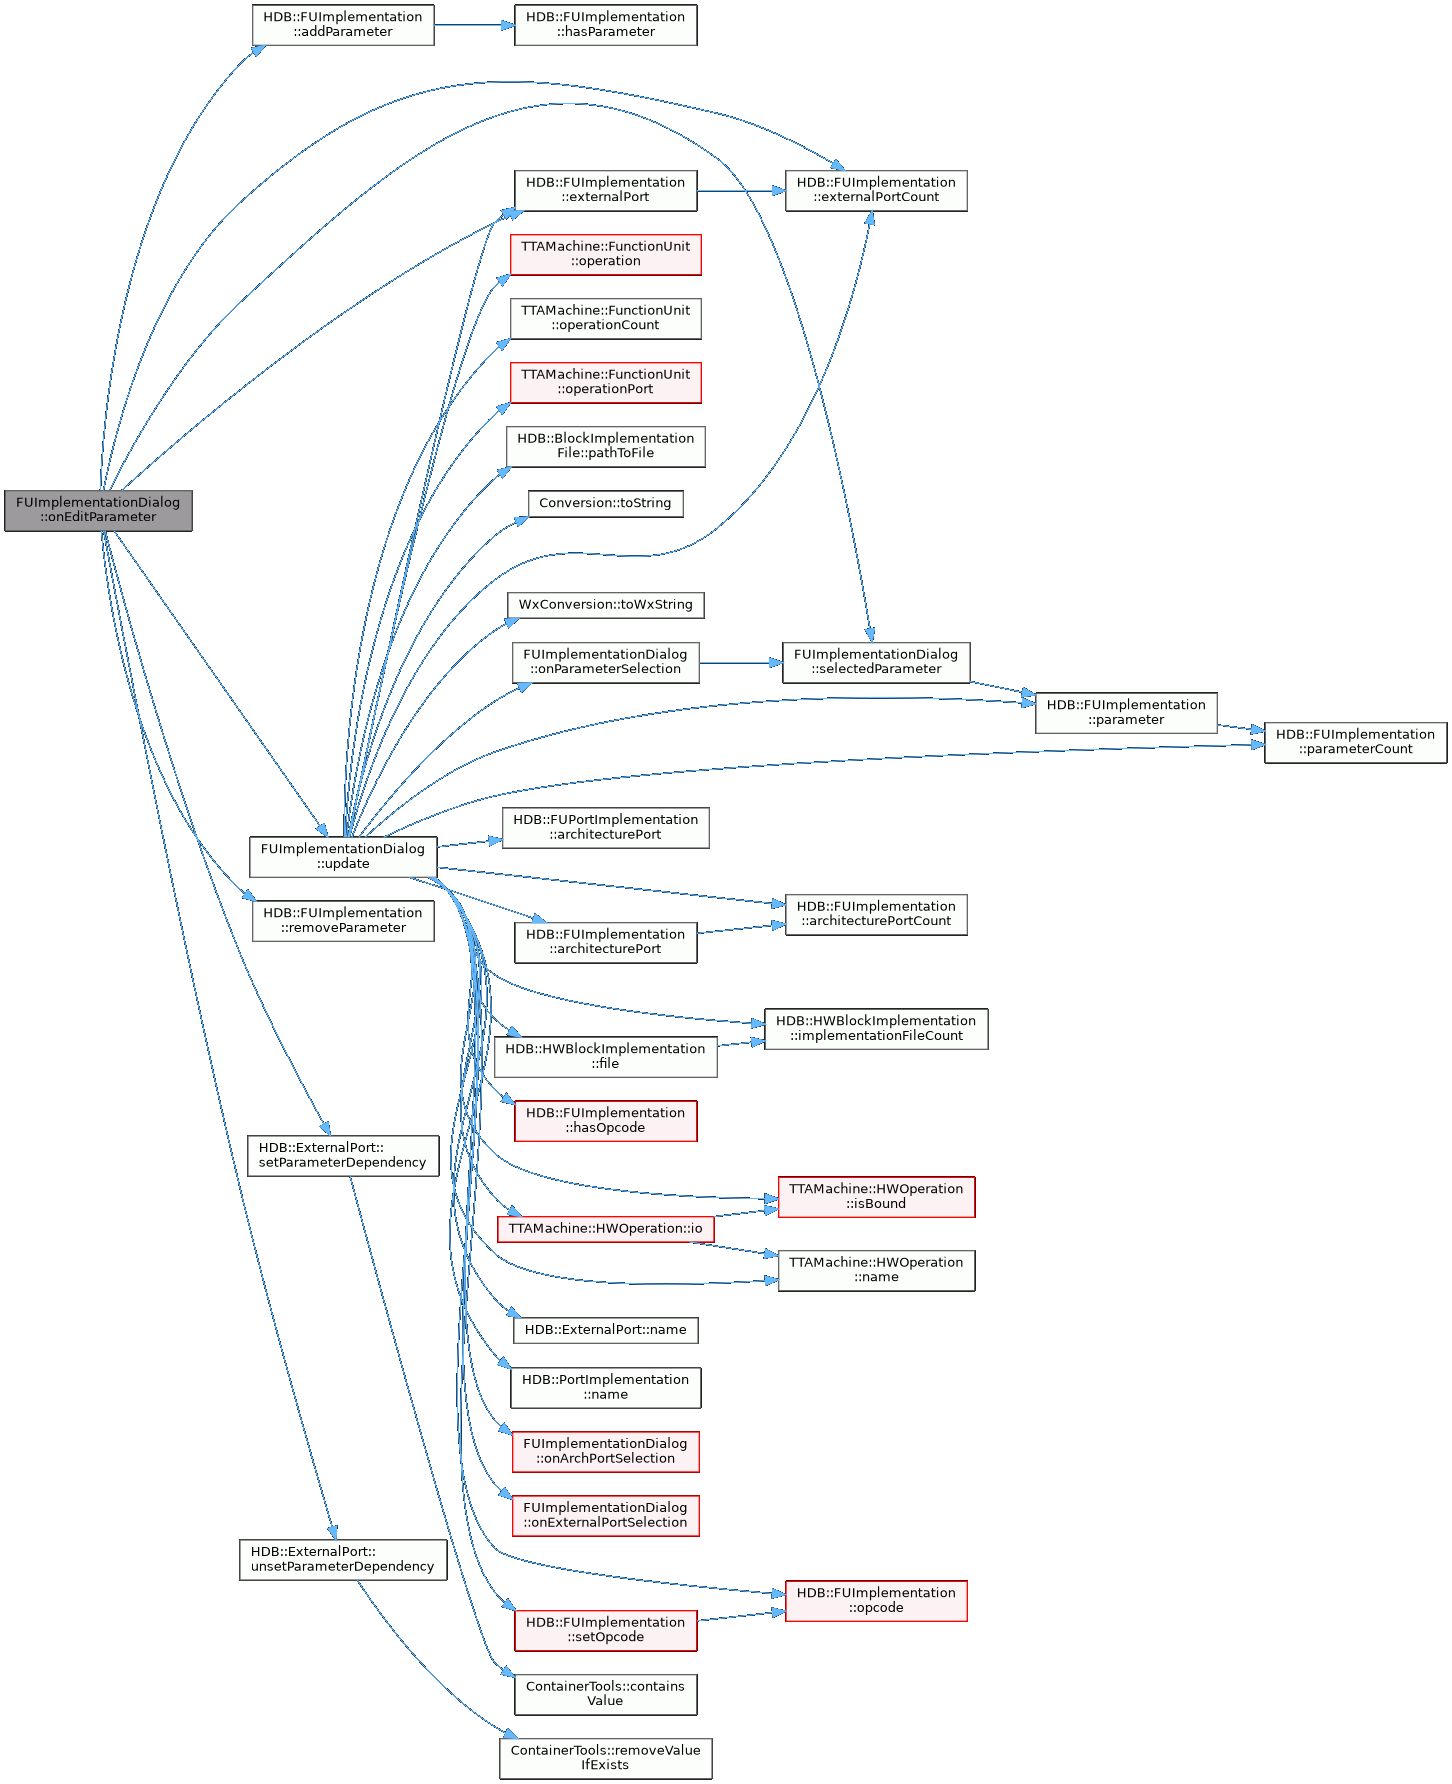 HDB::FUImplementation
::addParameter
HDB::FUImplementation
::hasParameter
HDB::FUImplementation
::externalPort
HDB::FUImplementation
::externalPortCount
TTAMachine::FunctionUnit
::operation
TTAMachine::FunctionUnit
::operationCount
TTAMachine::FunctionUnit
::operationPort
HDB::BlockImplementation
File::pathToFile
FUImplementationDialog
::onEditParameter
Conversion::toString
WxConversion::toWxString
FUImplementationDialog
::onParameterSelection
FUImplementationDialog
::selectedParameter
HDB::FUImplementation
::parameter
HDB::FUImplementation
::parameterCount
HDB::FUPortImplementation
::architecturePort
FUImplementationDialog
::update
HDB::FUImplementation
::removeParameter
HDB::FUImplementation
::architecturePortCount
HDB::FUImplementation
::architecturePort
HDB::HWBlockImplementation
::implementationFileCount
HDB::HWBlockImplementation
::file
HDB::FUImplementation
::hasOpcode
HDB::ExternalPort::
setParameterDependency
TTAMachine::HWOperation
::isBound
TTAMachine::HWOperation::io
TTAMachine::HWOperation
::name
HDB::ExternalPort::name
HDB::PortImplementation
::name
FUImplementationDialog
::onArchPortSelection
FUImplementationDialog
::onExternalPortSelection
HDB::ExternalPort::
unsetParameterDependency
HDB::FUImplementation
::opcode
HDB::FUImplementation
::setOpcode
ContainerTools::contains
Value
ContainerTools::removeValue
IfExists